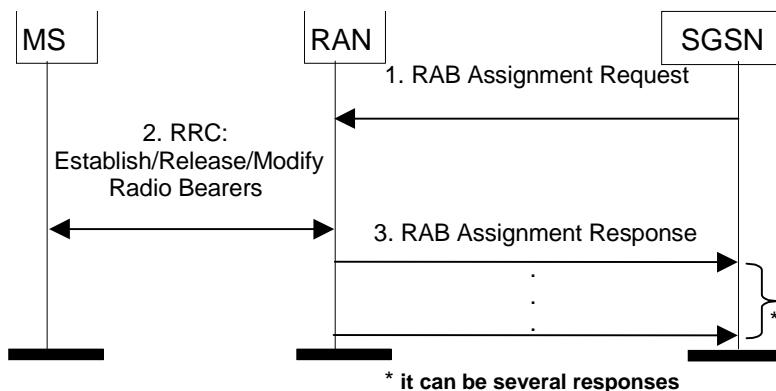 MS
RAN
SGSN
1. RAB Assignment Request
2. RRC:
Establish/Release/Modify
Radio Bearers
3. RAB Assignment Response
.
.
.
*
* it can be several responses